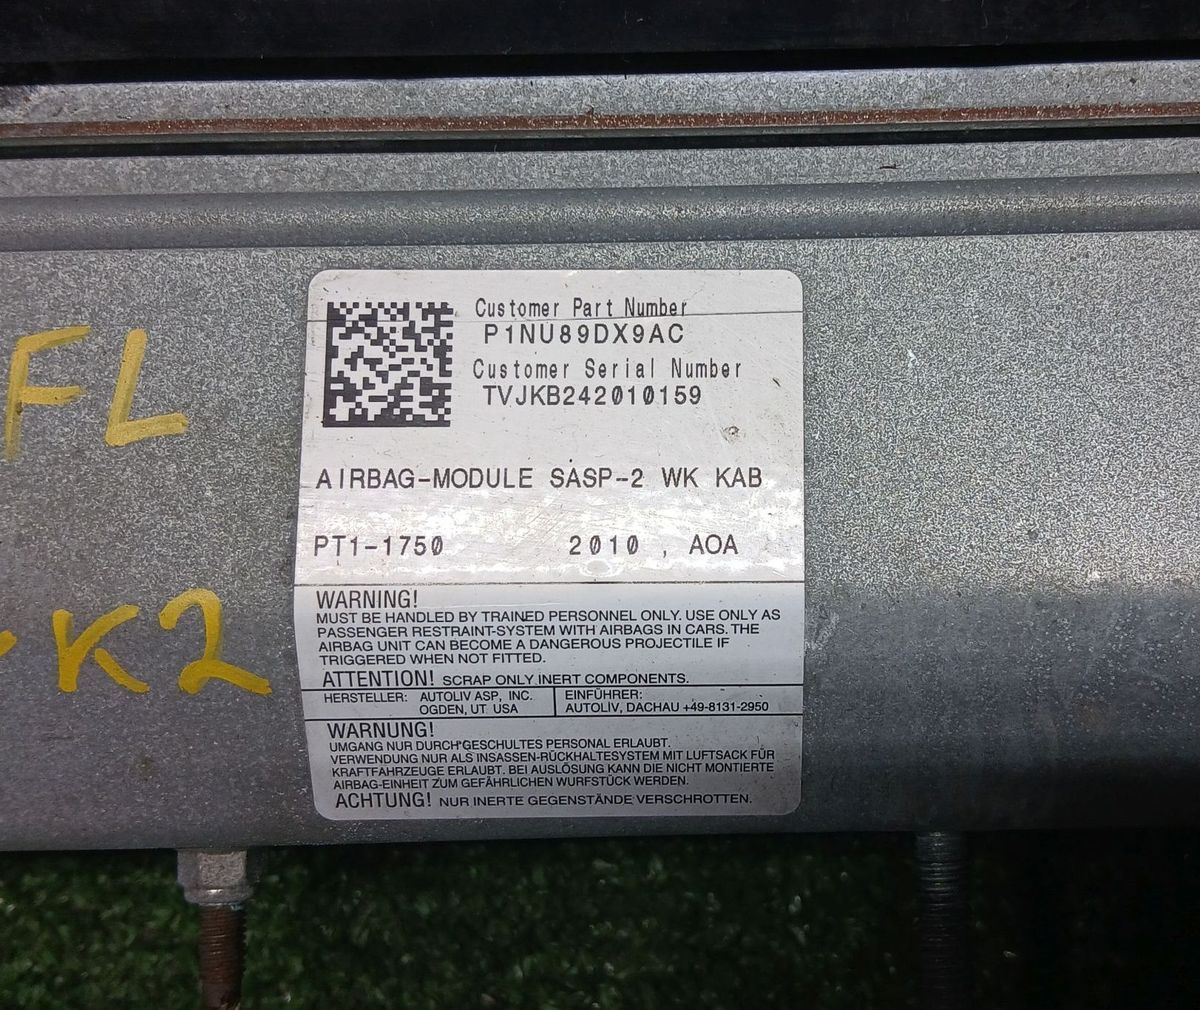 FL
K2
Customer Part Number
P1NU89DX9AC
Customer Serial Number
TVJKB242010159
AIRBAG-MODULE SASP-2 WK KAB
PT1-1750 2010 , AOA
WARNING!
MUST BE HANDLED BY TRAINED PERSONNEL ONLY. USE ONLY AS
PASSENGER RESTRAINT-SYSTEM WITH AIRBAGS IN CARS. THE
AIRBAG UNIT CAN BECOME A DANGEROUS PROJECTILE IF
TRIGGERED WHEN NOT FITTED.
ATTENTION! SCRAP ONLY INERT COMPONENTS.
HERSTELLER: AUTOLIV ASP, INC.
OGDEN, UT. USA
EINFÜHRER:
AUTOLIV, DACHAU +49-8131-2950
WARNUNG!
UMGANG NUR DURCH GESCHULTES PERSONAL ERLAUBT.
VERWENDUNG NUR ALS INSASSEN-RÜCKHALTESYSTEM MIT LUFTSACK FÜR
KRAFTFAHRZEUGE ERLAUBT. BEI AUSLÖSUNG KANN DIE NICHT MONTIERTE
AIRBAG-EINHEIT ZUM GEFÄHRLICHEN WURFSTÜCK WERDEN.
ACHTUNG! NUR INERTE GEGENSTÄNDE VERSCHROTTEN.